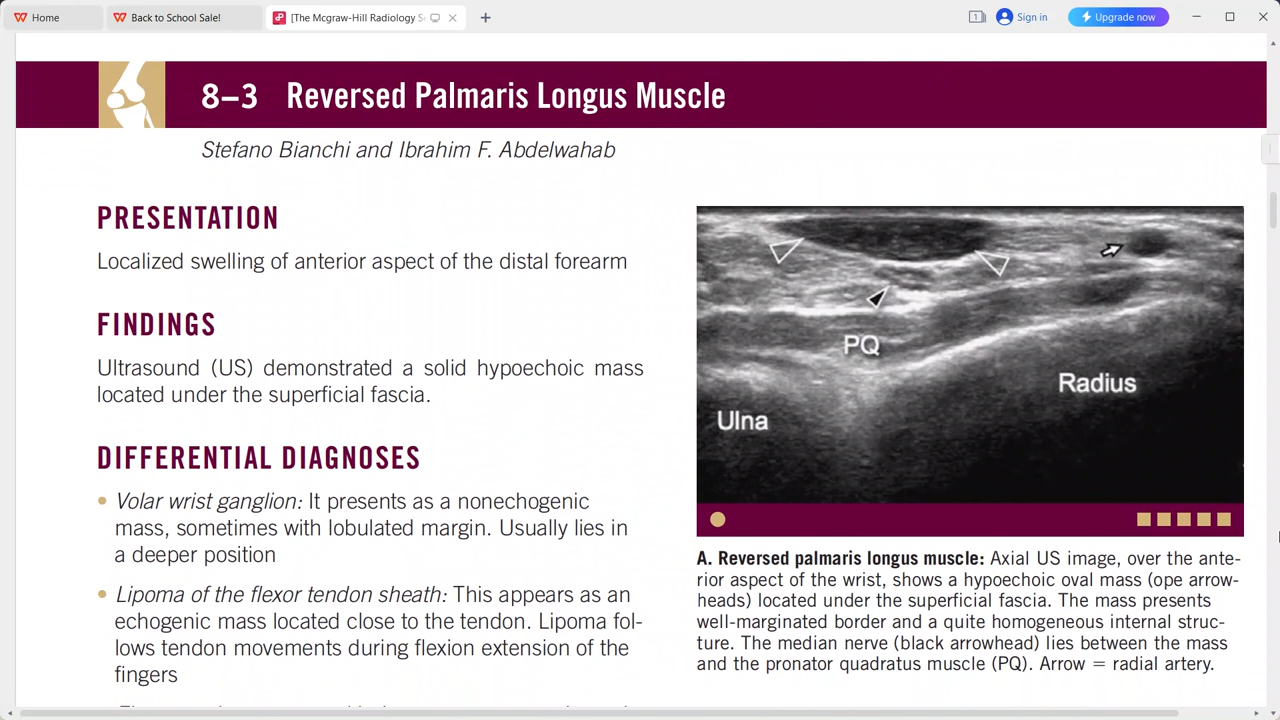 Home
Back to School Sale!
[The Mcgraw-Hill Radiology Se
1
Sign in
Upgrade now
8–3 Reversed Palmaris Longus Muscle
Stefano Bianchi and Ibrahim F. Abdelwahab
PRESENTATION
Localized swelling of anterior aspect of the distal forearm
FINDINGS
Ultrasound (US) demonstrated a solid hypoechoic mass
located under the superficial fascia.
DIFFERENTIAL DIAGNOSES
• Volar wrist ganglion: It presents as a nonechogenic
mass, sometimes with lobulated margin. Usually lies in
a deeper position
• Lipoma of the flexor tendon sheath: This appears as an
echogenic mass located close to the tendon. Lipoma fol-
lows tendon movements during flexion extension of the
fingers
PQ
Radius
Ulna
A. Reversed palmaris longus muscle: Axial US image, over the ante-
rior aspect of the wrist, shows a hypoechoic oval mass (ope arrow-
heads) located under the superficial fascia. The mass presents
well-marginated border and a quite homogeneous internal struc-
ture. The median nerve (black arrowhead) lies between the mass
and the pronator quadratus muscle (PQ). Arrow = radial artery.